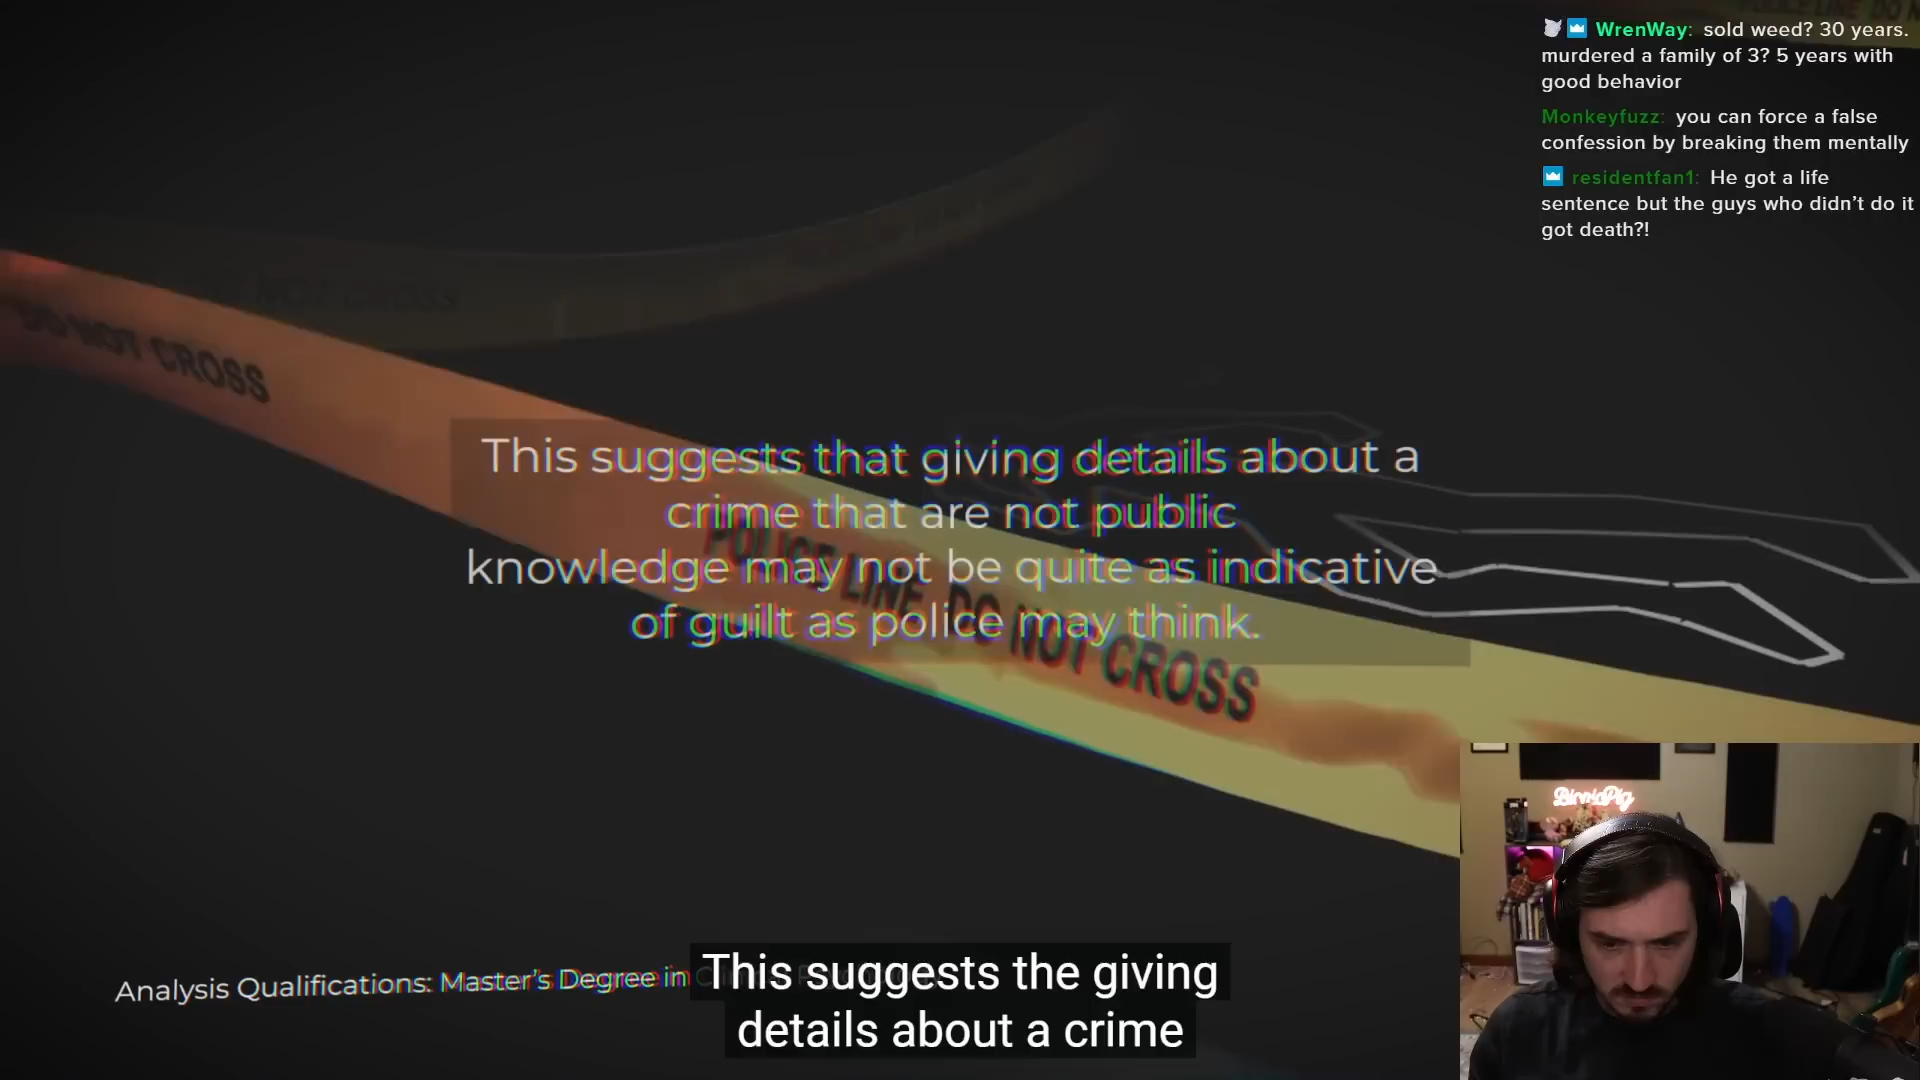 WrenWay: sold weed? 30 years.
murdered a family of 3? 5 years with
good behavior
Monkeyfuzz: you can force a false
confession by breaking them mentally
residentfan1: He got a life
sentence but the guys who didn’t do it
got death?!
NOT CROSS
DO NOT CROSS
This suggests that giving details about a
crime that are not public
knowledge may not be quite as indicative
of guilt as police may think.
POLICE LINE DO NOT CROSS
Analysis Qualifications: Master’s Degree in
This suggests the giving
details about a crime